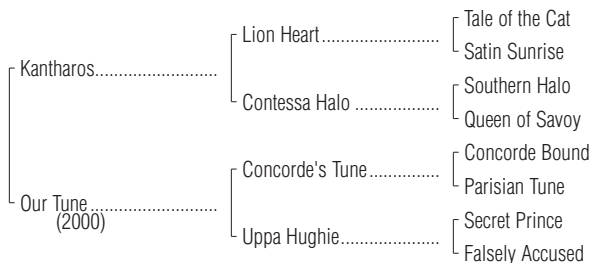 Tale of the Cat
Lion Heart........................
Satin Sunrise
Kantharos.........................
Southern Halo
Contessa Halo .................
Queen of Savoy
Concorde Bound
Concorde's Tune..............
Parisian Tune
Our Tune..........................
(2000)
Secret Prince
Uppa Hughie....................
Falsely Accused